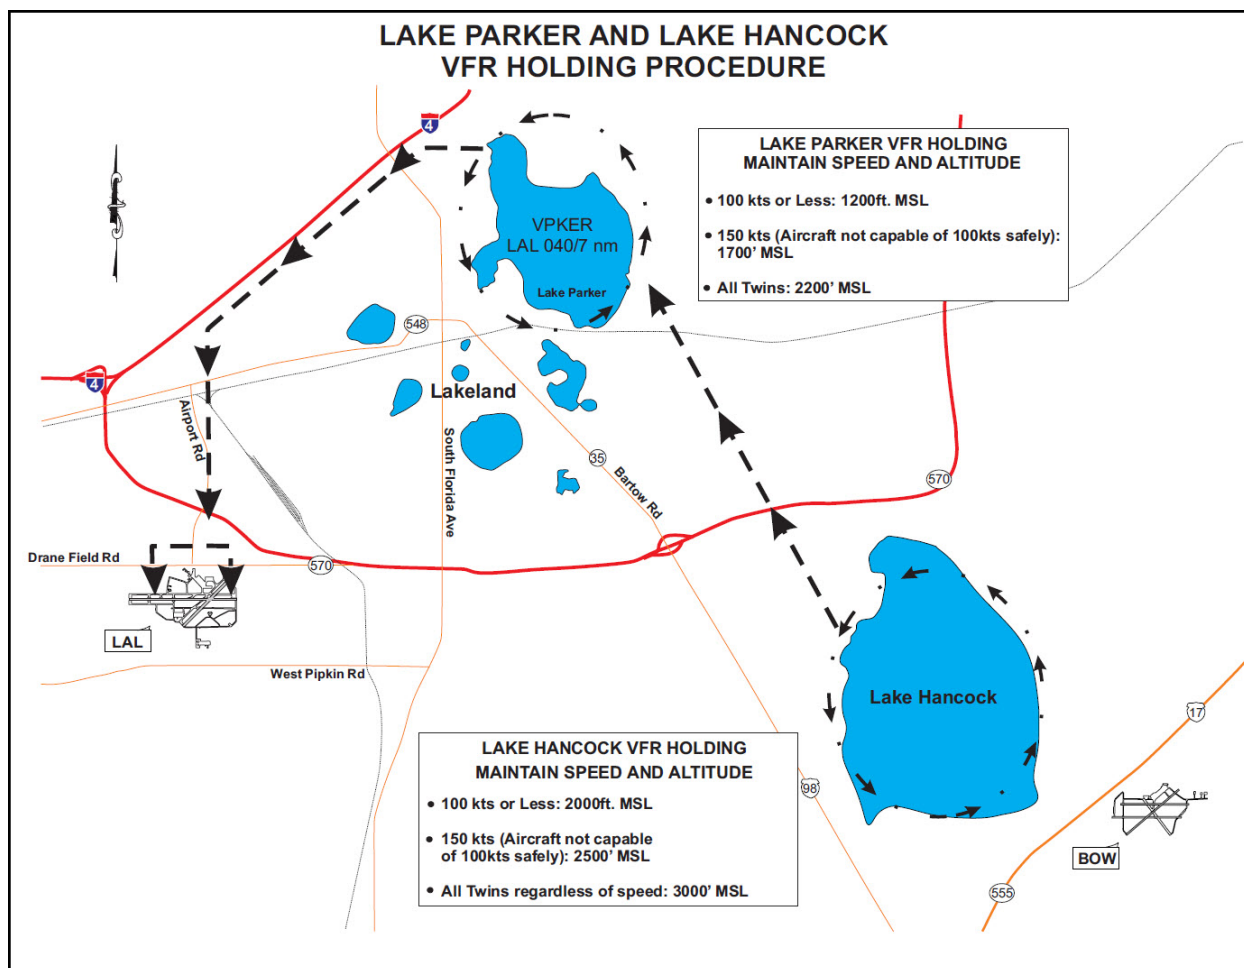 LAKE PARKER AND LAKE HANCOCK
VFR HOLDING PROCEDURE
4
LAKE PARKER VFR HOLDING
MAINTAIN SPEED AND ALTITUDE
• 100 kts or Less: 1200ft. MSL
• 150 kts (Aircraft not capable of 100kts safely):
1700' MSL
• All Twins: 2200' MSL
VPKER
LAL 040/7 nm
Lake Parker
548
4
Lakeland
Airport Rd
South Florida Ave
35
Bartow Rd
570
Drane Field Rd
570
LAL
West Pipkin Rd
Lake Hancock
17
LAKE HANCOCK VFR HOLDING
MAINTAIN SPEED AND ALTITUDE
• 100 kts or Less: 2000ft. MSL
• 150 kts (Aircraft not capable
of 100kts safely): 2500' MSL
• All Twins regardless of speed: 3000' MSL
98
BOW
555